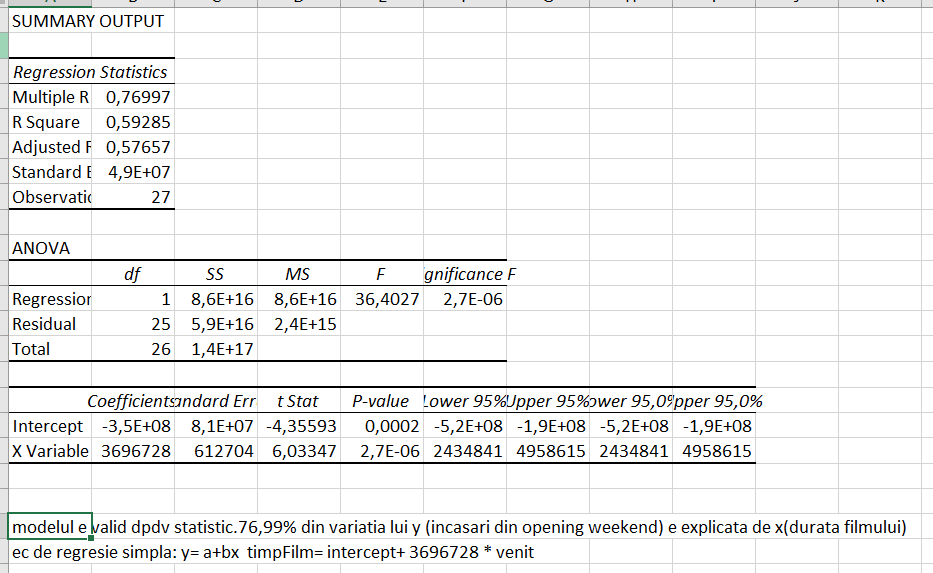 SUMMARY OUTPUT
Regression Statistics
Multiple R 0,76997
R Square 0,59285
Adjusted R 0,57657
Standard E 4,9E+07
Observatio 27
ANOVA
df SS MS F gnificance F
Regression 1 8,6E+16 8,6E+16 36,4027 2,7E-06
Residual 25 5,9E+16 2,4E+15
Total 26 1,4E+17
Coefficients andard Err t Stat P-value Lower 95% Upper 95% ower 95,0% pper 95,0%
Intercept -3,5E+08 8,1E+07 -4,35593 0,0002 -5,2E+08 -1,9E+08 -5,2E+08 -1,9E+08
X Variable 3696728 612704 6,03347 2,7E-06 2434841 4958615 2434841 4958615
modelul e valid dpdv statistic.76,99% din variatia lui y (incasari din opening weekend) e explicata de x(durata filmului)
ec de regresie simpla: y= a+bx timpFilm= intercept+ 3696728 * venit